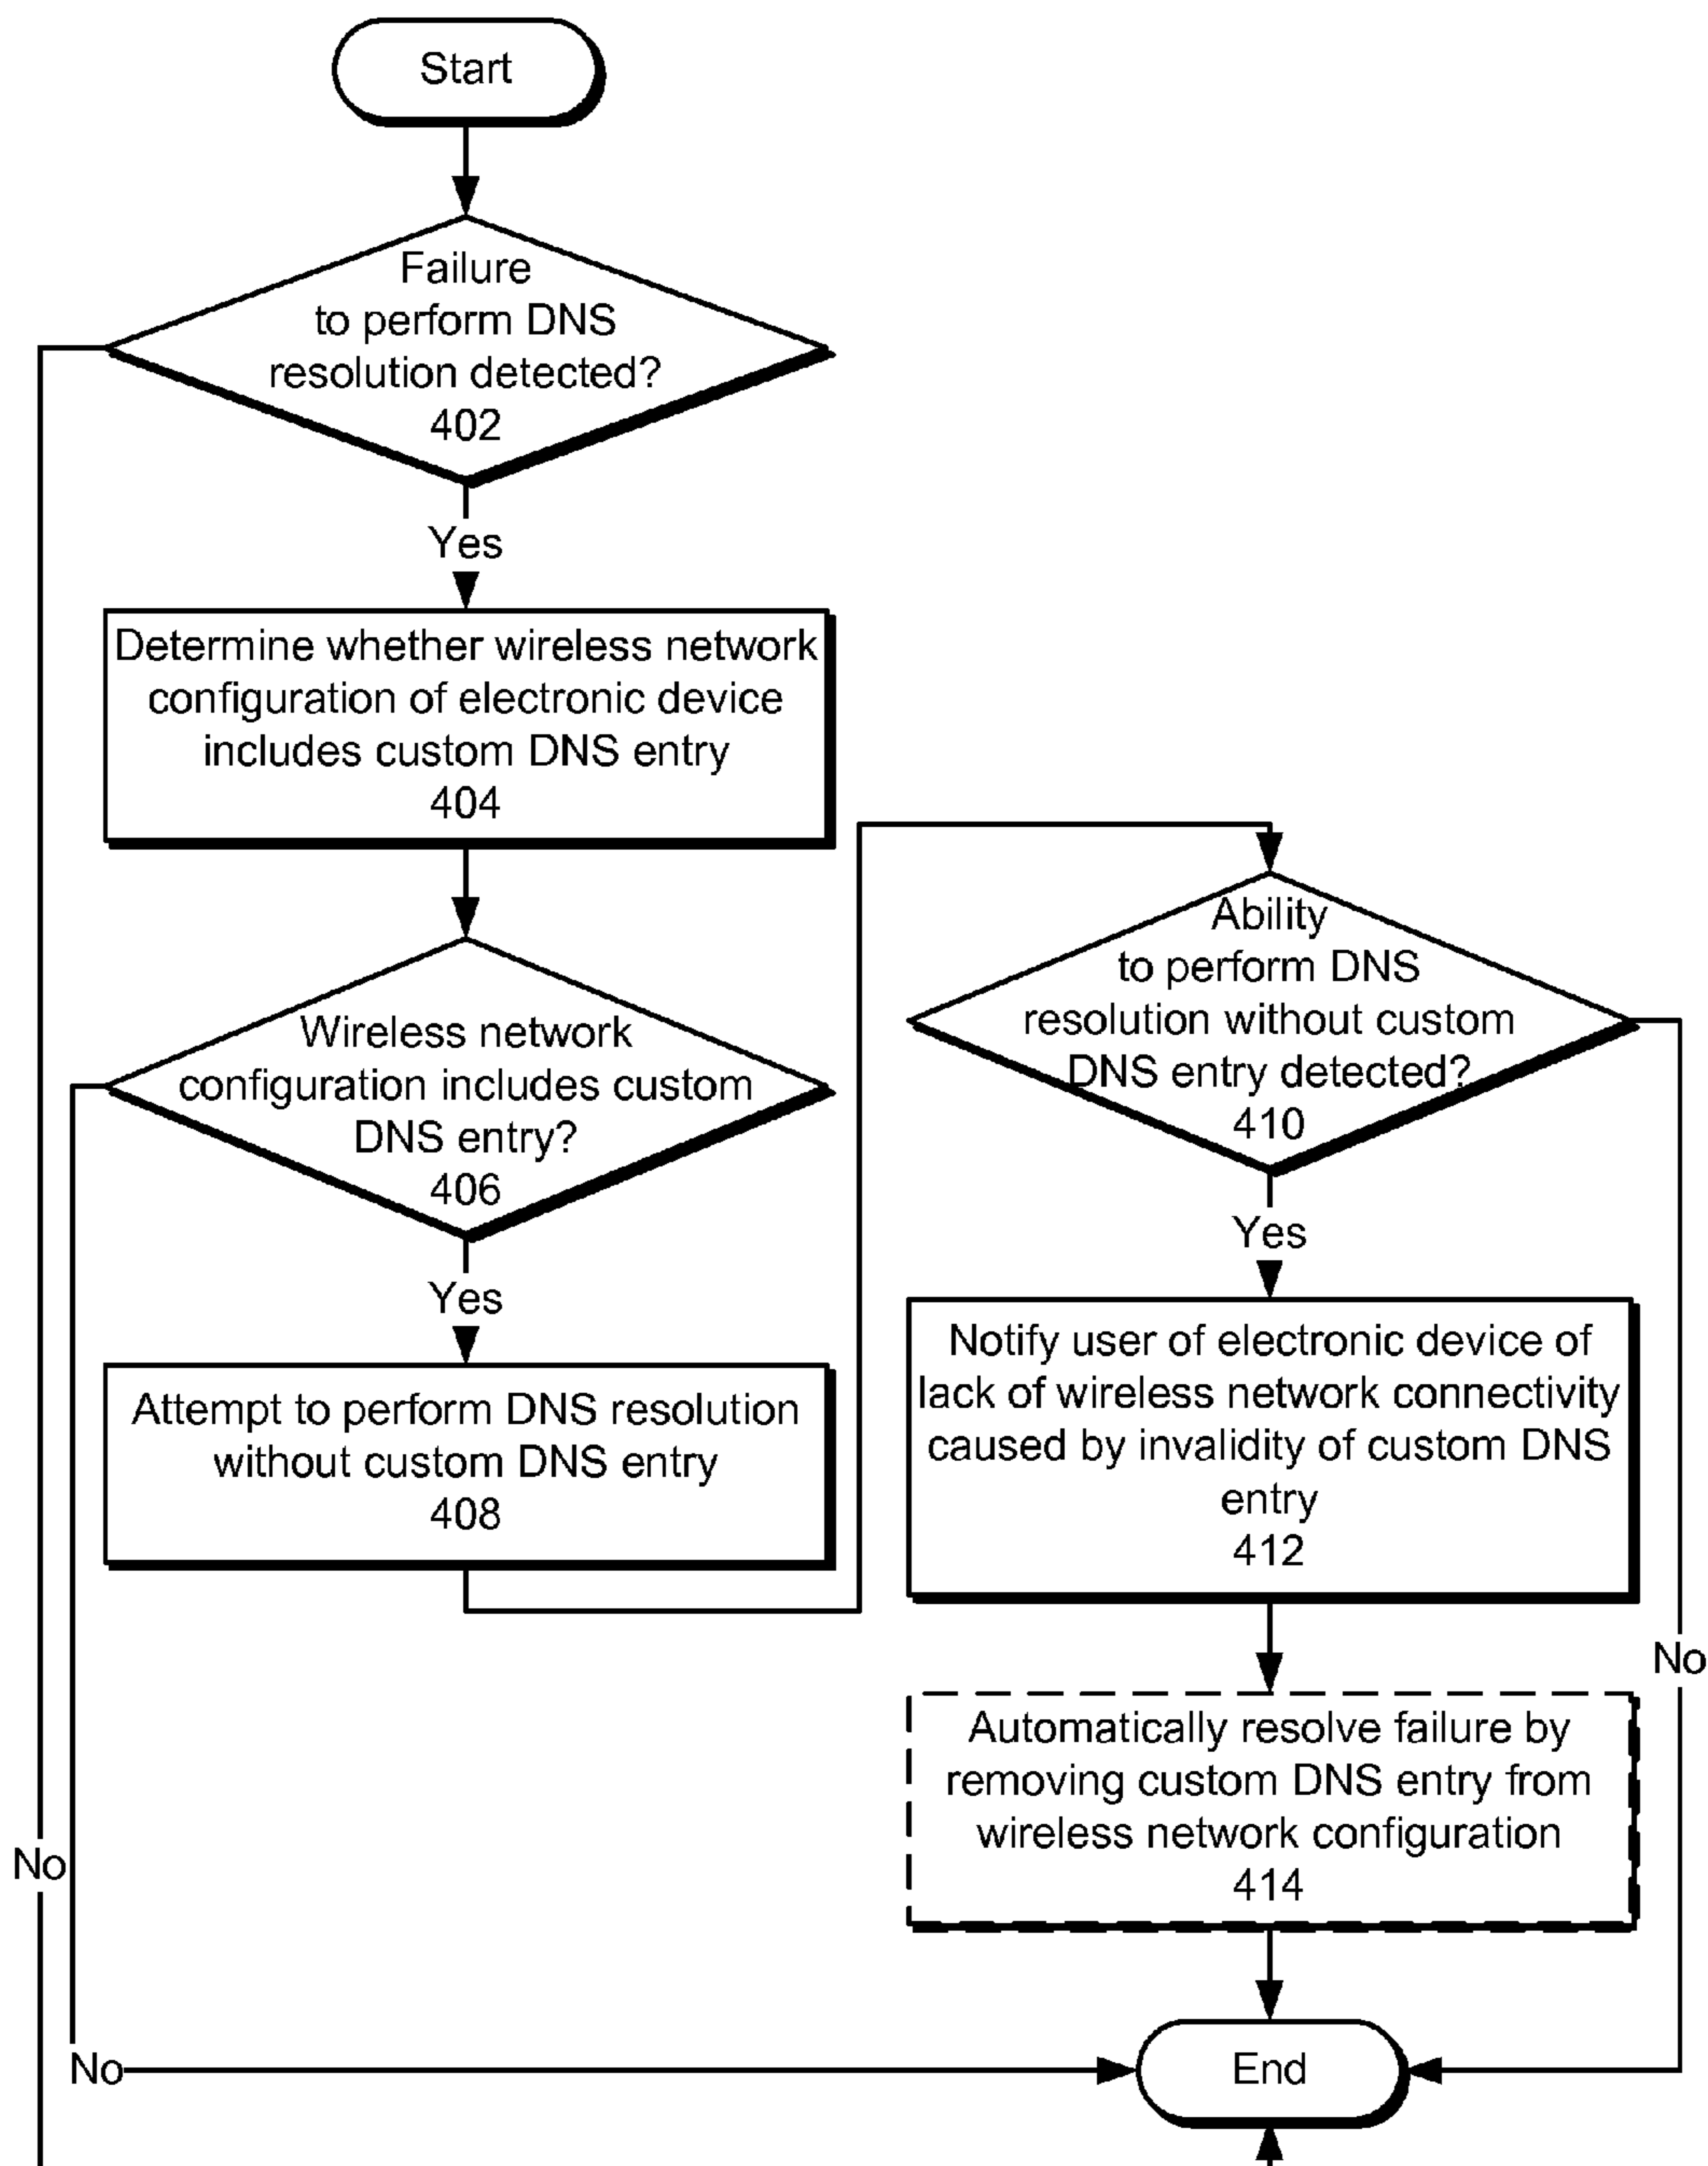 Start
Failure
to perform DNS
resolution detected?
402
Yes
Determine whether wireless network
configuration of electronic device
includes custom DNS entry
404
Wireless network
configuration includes custom
DNS entry?
406
Yes
Attempt to perform DNS resolution
without custom DNS entry
408
Ability
to perform DNS
resolution without custom
DNS entry detected?
410
Yes
Notify user of electronic device of
lack of wireless network connectivity
caused by invalidity of custom DNS
entry
412
No
Automatically resolve failure by
removing custom DNS entry from
wireless network configuration
414
No
No
End